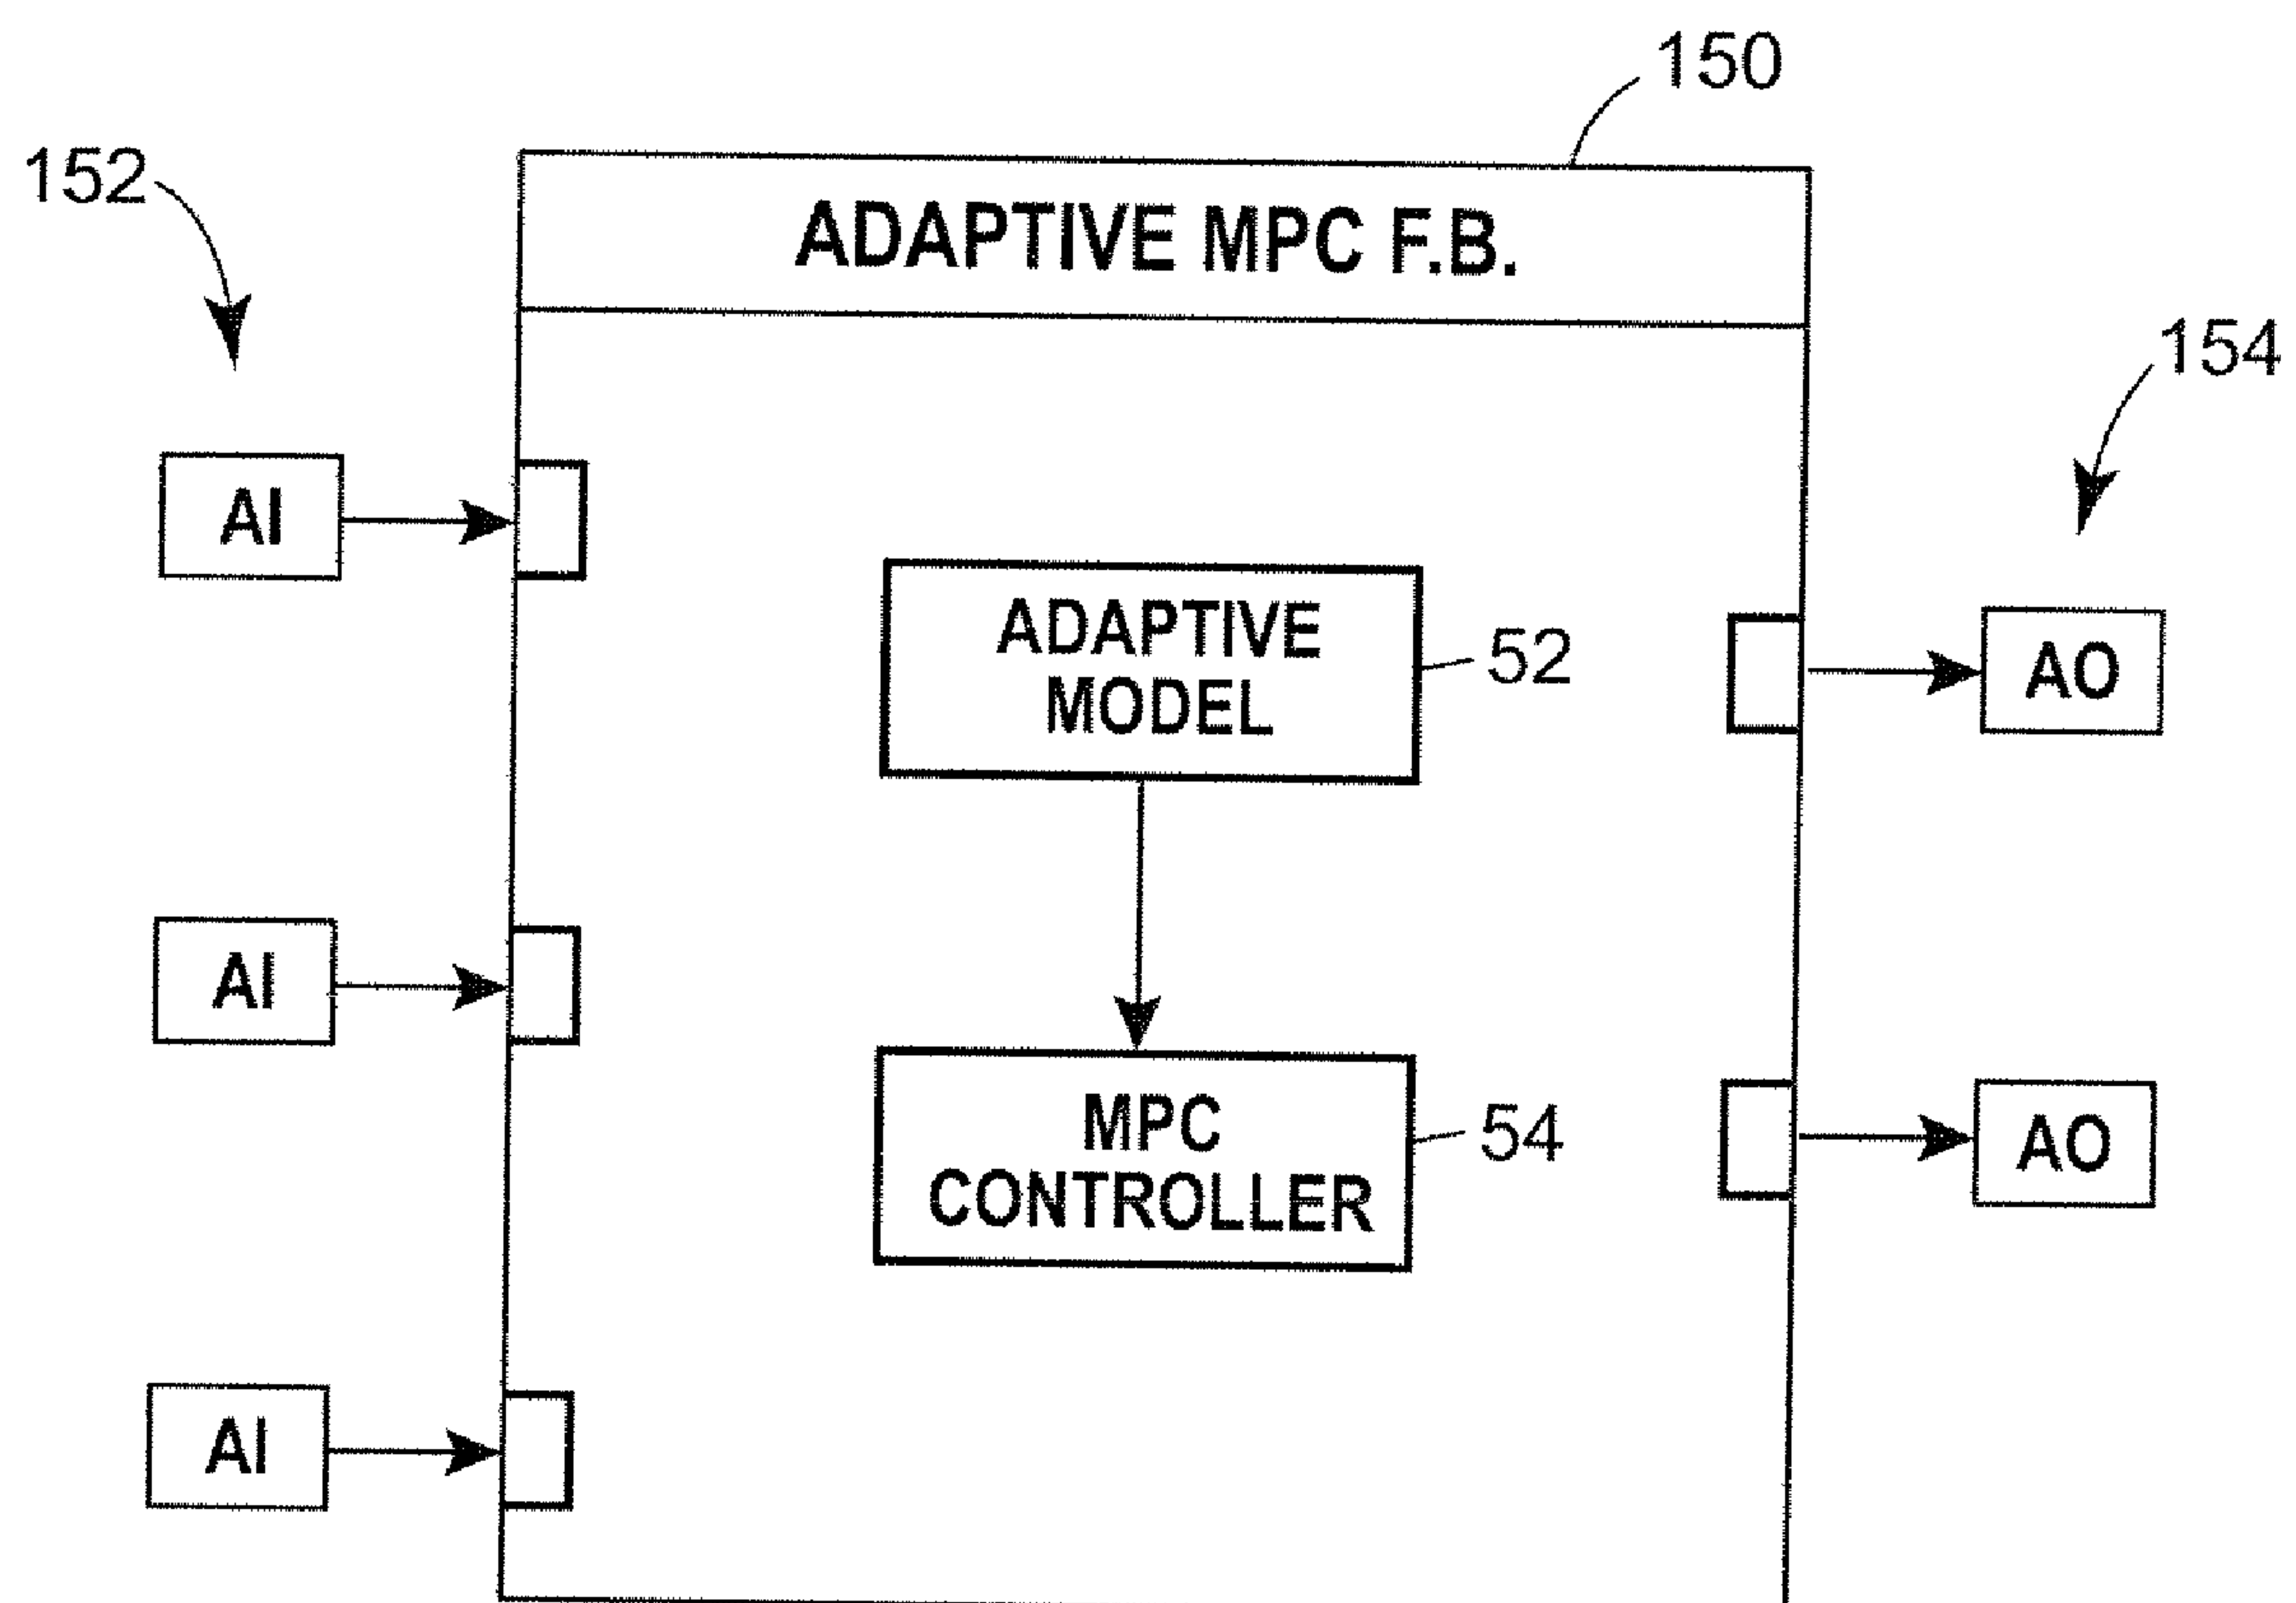 150
152
ADAPTIVE MPC F.B.
154
AI
ADAPTIVE
MODEL
52
AO
AI
MPC
CONTROLLER
54
AO
AI